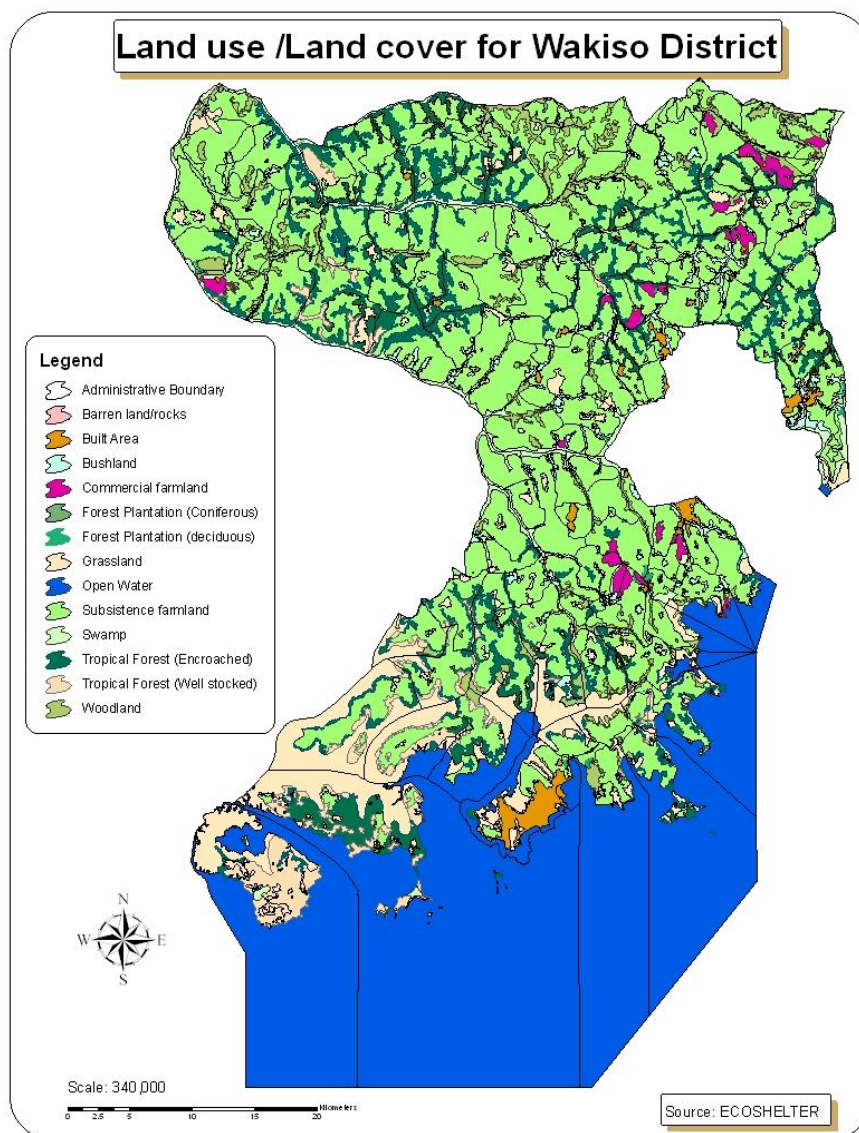 Land use /Land cover for Wakiso District
Legend
Administrative Boundary
Barren land/rocks
Built Area
Bushland
Commercial farmland
Forest Plantation (Coniferous)
Forest Plantation (deciduous)
Grassland
Open Water
Subsistence farmland
Swamp
Tropical Forest (Encroached)
Tropical Forest (Well stocked)
Woodland
N
W E
S
Scale: 340,000
Kilometers
0 2.5 5 10 15 20
Source: ECOSHELTER